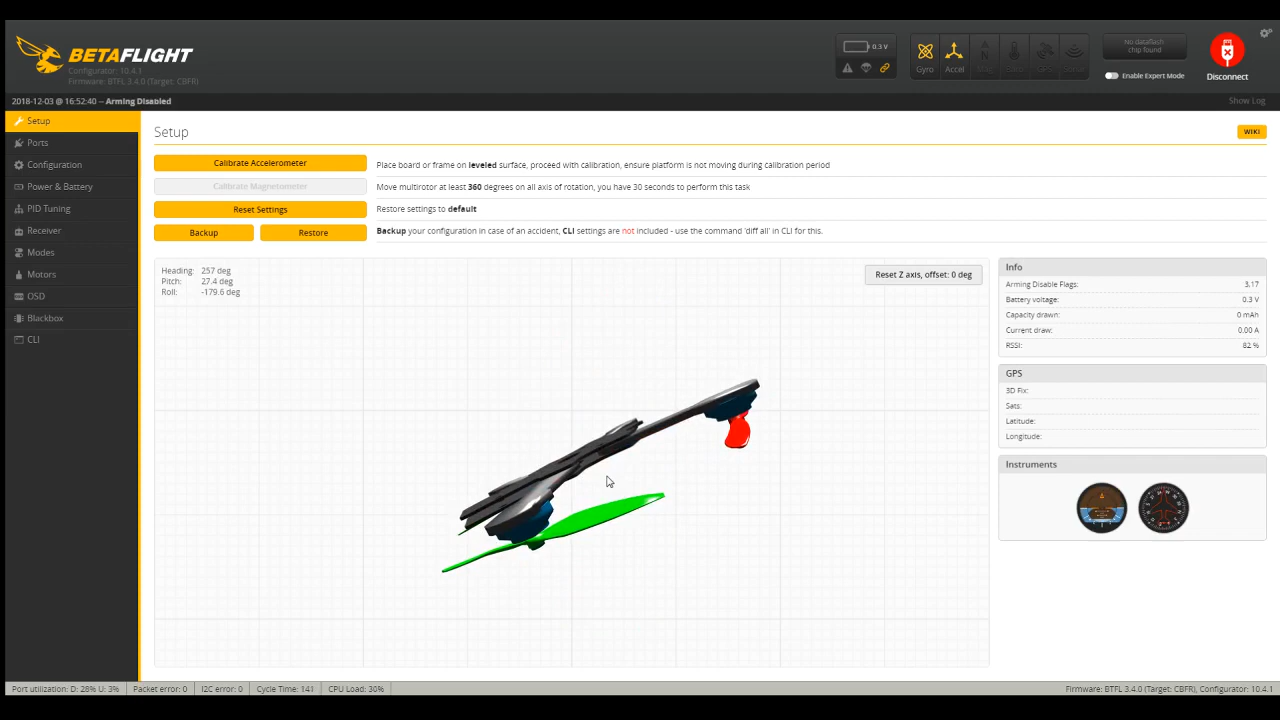 BETAFLIGHT
Configurator: 10.4.1
Firmware: BTFL 3.4.0 (Target: CBFR)
0.3 V
Gyro
Accel
No dataflash
chip found
Enable Expert Mode
Disconnect
2018-12-03 @ 16:52:40 -- Arming Disabled
Show Log
Setup
Ports
Configuration
Power & Battery
PID Tuning
Receiver
Modes
Motors
OSD
Blackbox
CLI
Setup
WIKI
Calibrate Accelerometer
Place board or frame on leveled surface, proceed with calibration, ensure platform is not moving during calibration period
Calibrate Magnetometer
Move multirotor at least 360 degrees on all axis of rotation, you have 30 seconds to perform this task
Reset Settings
Restore settings to default
Backup
Restore
Backup your configuration in case of an accident, CLI settings are not included - use the command 'diff all' in CLI for this.
Heading: 257 deg
Pitch: 27.4 deg
Roll: -179.6 deg
Reset Z axis, offset: 0 deg
Info
Arming Disable Flags: 3.17
Battery voltage: 0.3 V
Capacity drawn: 0 mAh
Current draw: 0.00 A
RSSI: 82 %
GPS
3D Fix:
Sats:
Latitude:
Longitude:
Instruments
Port utilization: D: 28% U: 3%
Packet error: 0
I2C error: 0
Cycle Time: 141
CPU Load: 30%
Firmware: BTFL 3.4.0 (Target: CBFR), Configurator: 10.4.1